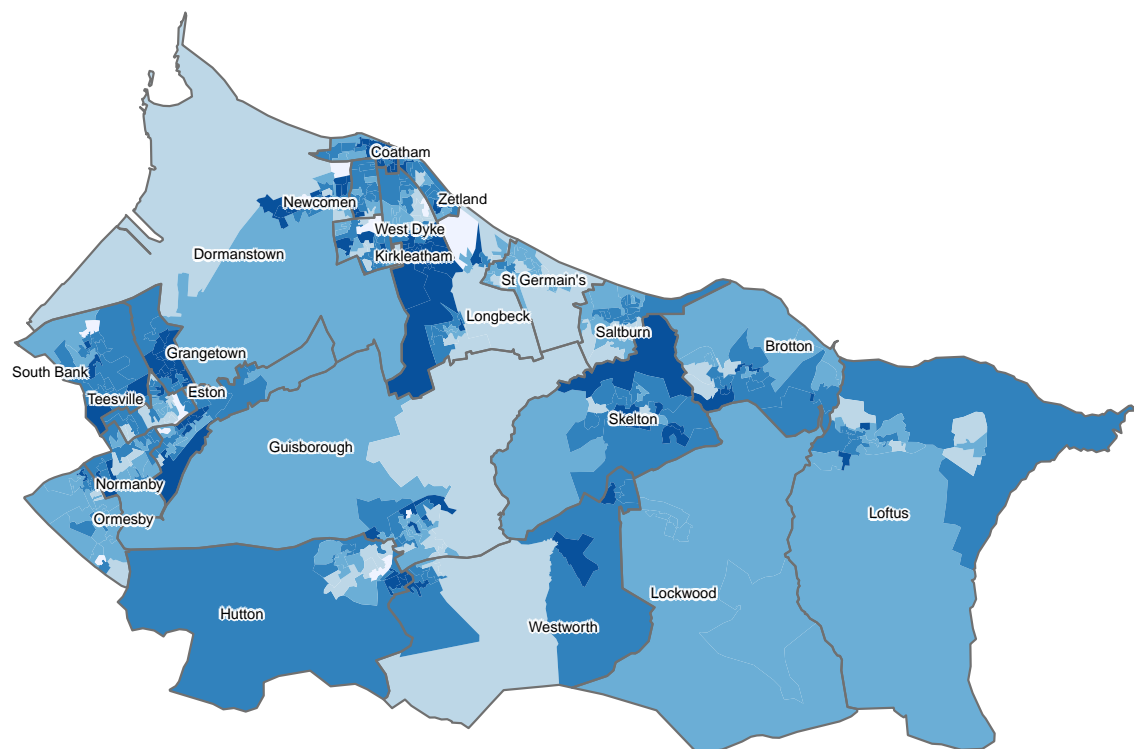 Coatham
Newcomen
Zetland
West Dyke
Dormanstown
Kirkleatham
St Germain's
Longbeck
Saltburn
Brotton
Grangetown
South Bank
Eston
Teesville
Skelton
Guisborough
Normanby
Ormesby
Loftus
Lockwood
Hutton
Westworth